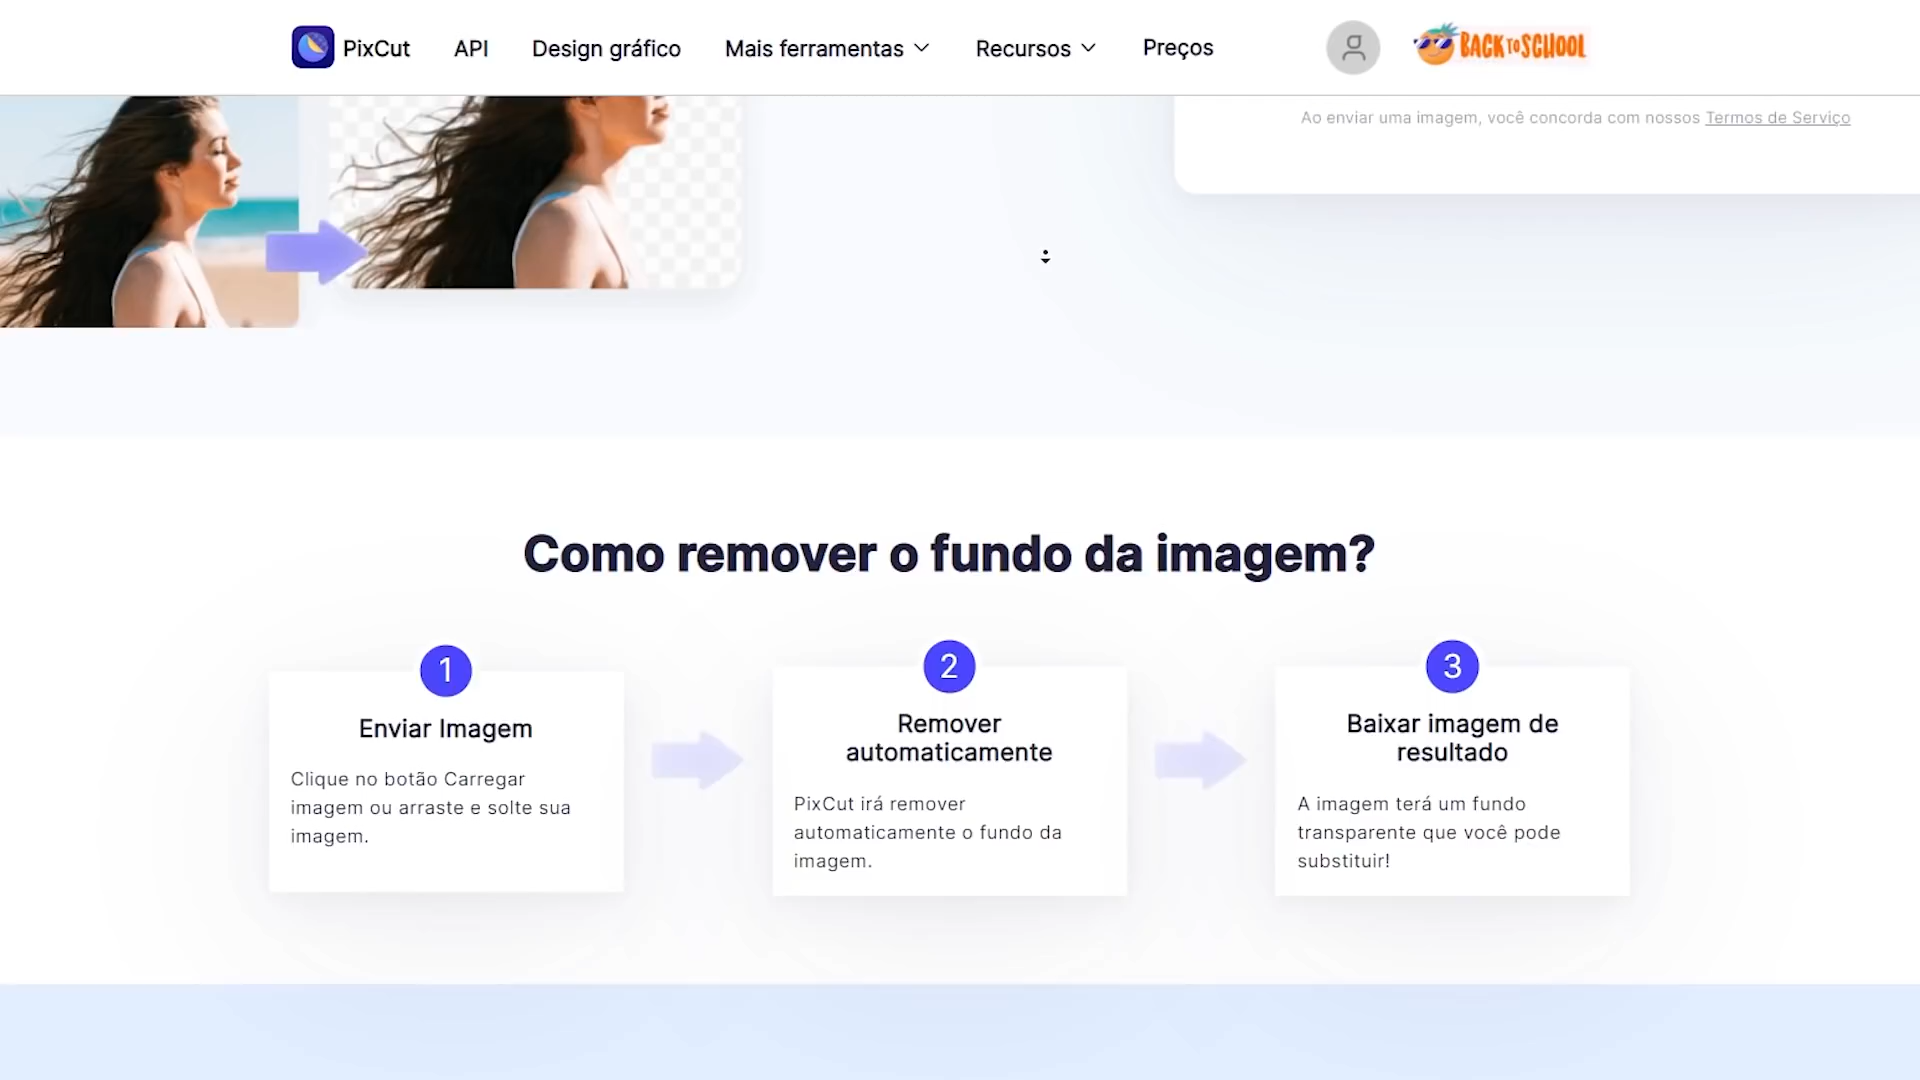 PixCut
API
Design gráfico
Mais ferramentas
Recursos
Preços
BACK TO SCHOOL
Ao enviar uma imagem, você concorda com nossos Termos de Serviço
Como remover o fundo da imagem?
1
Enviar Imagem
Clique no botão Carregar
imagem ou arraste e solte sua
imagem.
2
Remover
automaticamente
PixCut irá remover
automaticamente o fundo da
imagem.
3
Baixar imagem de
resultado
A imagem terá um fundo
transparente que você pode
substituir!